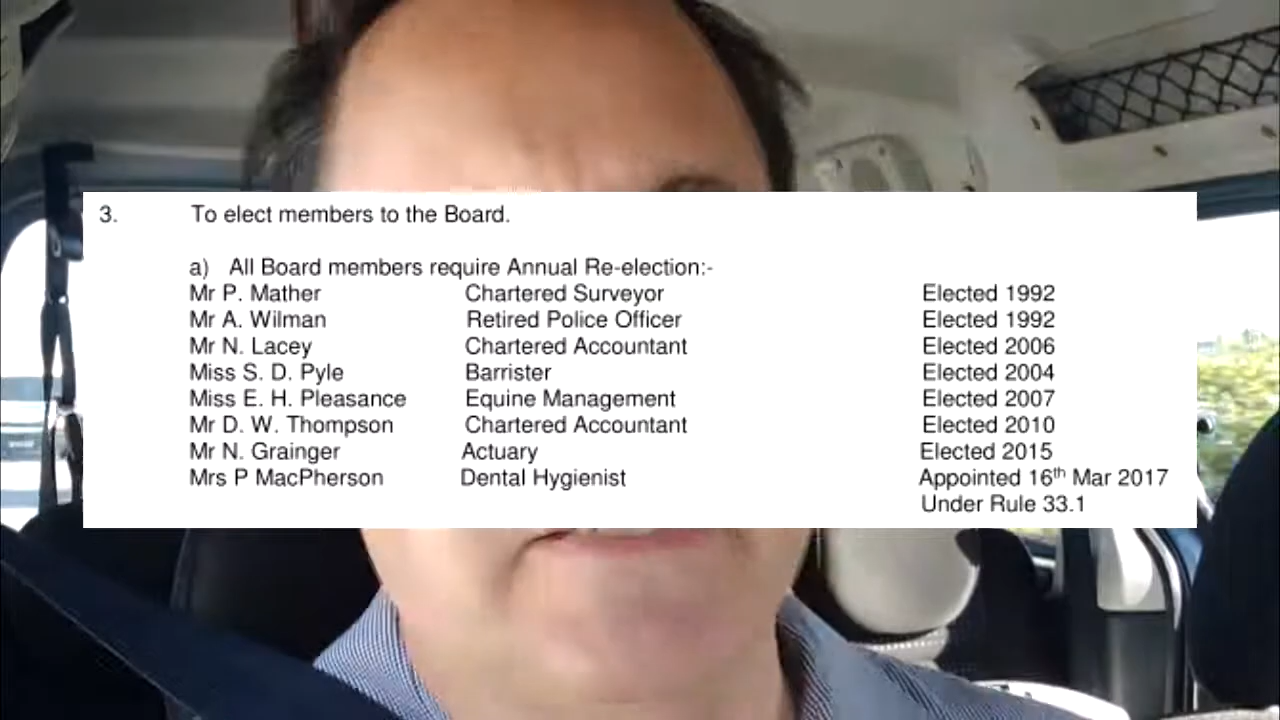 3. To elect members to the Board.
a) All Board members require Annual Re-election:-
Mr P. Mather Chartered Surveyor Elected 1992
Mr A. Wilman Retired Police Officer Elected 1992
Mr N. Lacey Chartered Accountant Elected 2006
Miss S. D. Pyle Barrister Elected 2004
Miss E. H. Pleasance Equine Management Elected 2007
Mr D. W. Thompson Chartered Accountant Elected 2010
Mr N. Grainger Actuary Elected 2015
Mrs P MacPherson Dental Hygienist Appointed 16th Mar 2017
Under Rule 33.1